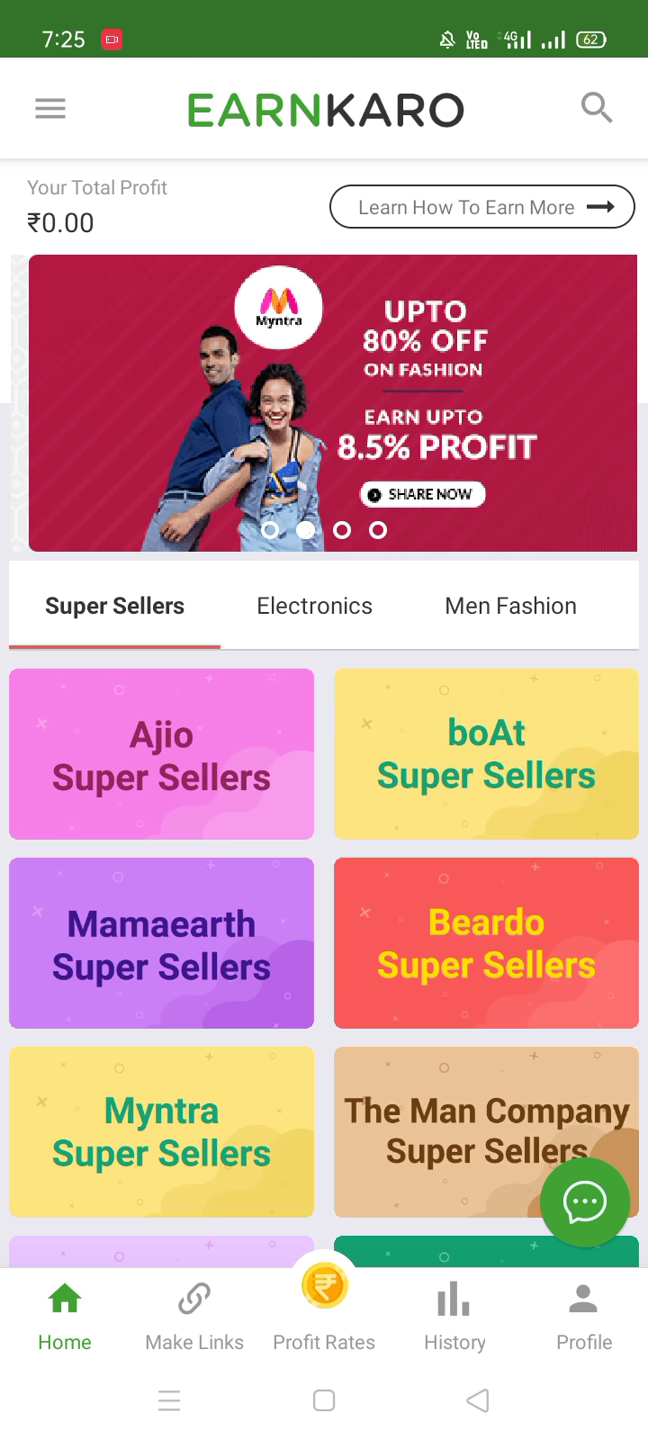 7:25
Vo LTED 4G 62
EARNKARO
Your Total Profit
₹0.00
Learn How To Earn More
Myntra
UPTO
80% OFF
ON FASHION
EARN UPTO
8.5% PROFIT
SHARE NOW
Super Sellers Electronics Men Fashion
Ajio
Super Sellers
boAt
Super Sellers
Mamaearth
Super Sellers
Beardo
Super Sellers
Myntra
Super Sellers
The Man Company
Super Sellers
Home Make Links Profit Rates History Profile